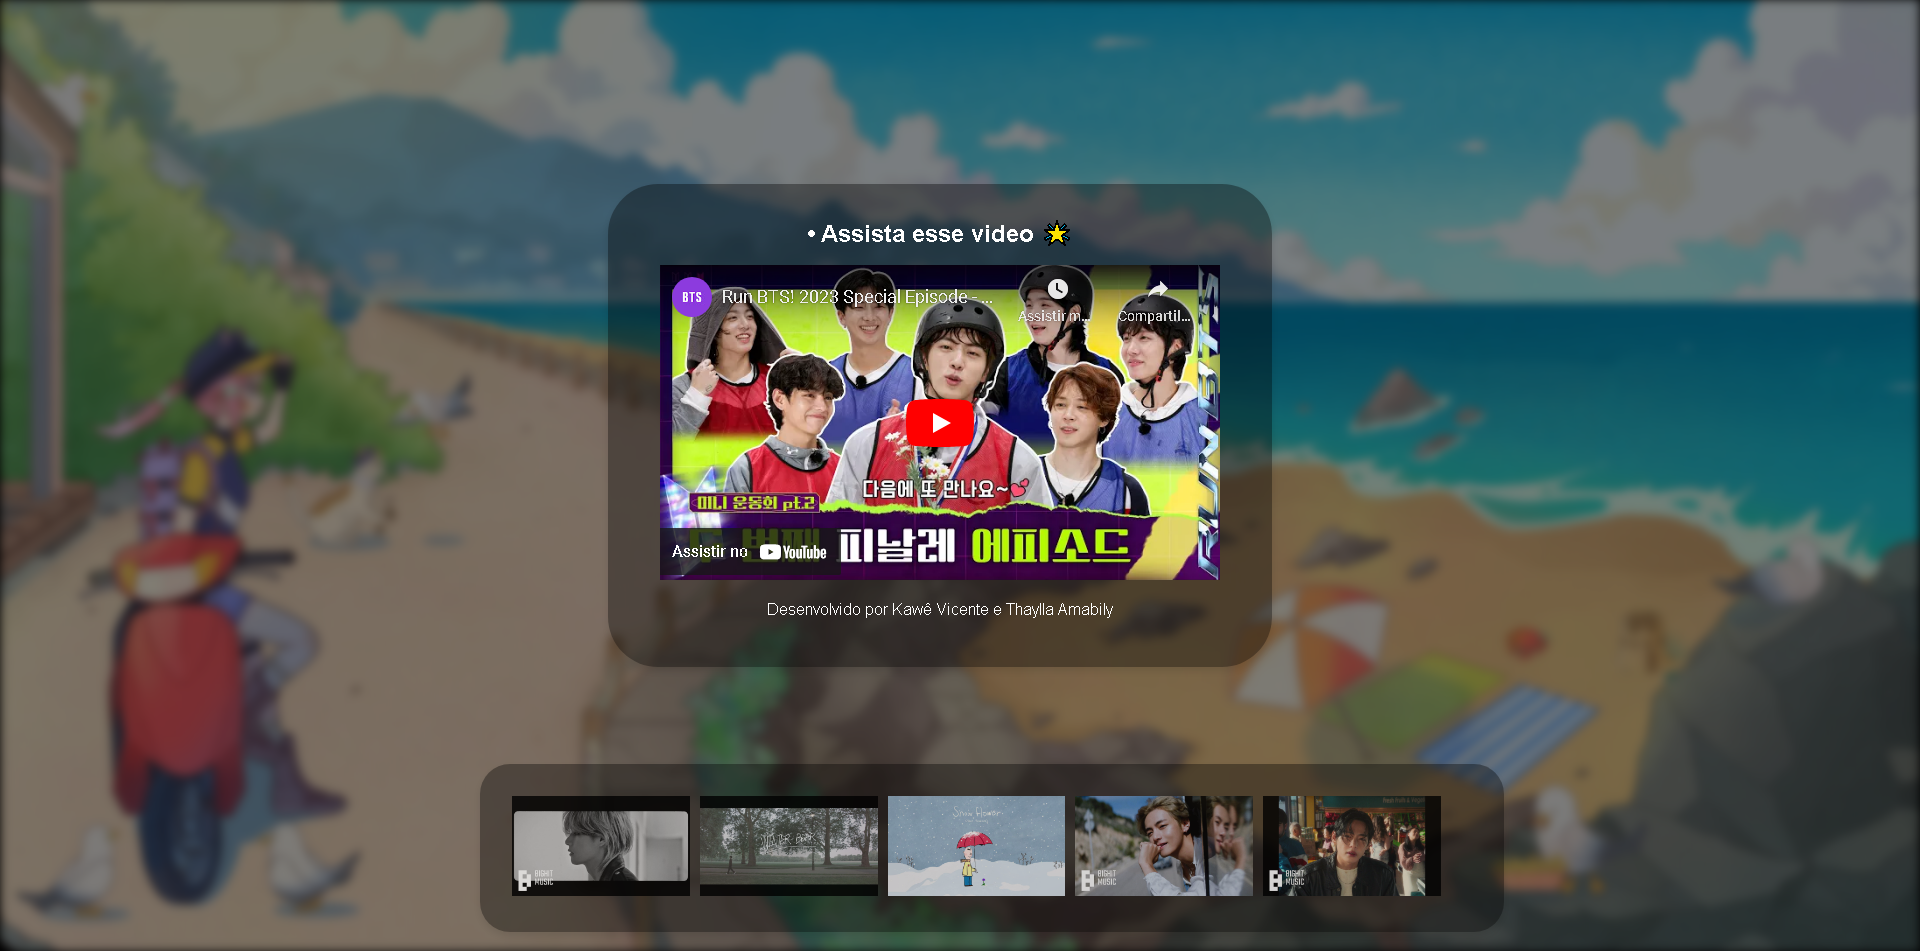 • Assista esse video
BTS
Run BTS! 2023 Special Episode - ...
Assistir m...
Compartil...
다음에 또 만나요~
미니 운동회 pt.2
번째 피날레 에피소드
Assistir no YouTube
Desenvolvido por Kawê Vicente e Thaylla Amabily
BIGHIT
MUSIC
Snow Flower
BIGHIT
MUSIC
BIGHIT
MUSIC